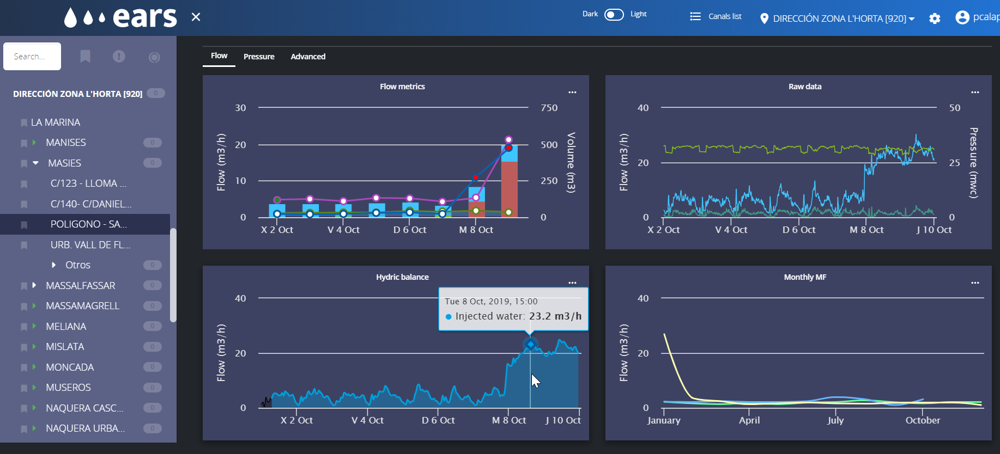 ears
Dark Light
Canals list
DIRECCIÓN ZONA L'HORTA [920]
pcalap
Search...
DIRECCIÓN ZONA L'HORTA [920] 0
LA MARINA
MANISES 0
MASIES 0
C/123 - LLOMA ...
C/140- C/DANIEL...
POLIGONO - SA...
URB. VALL DE FL...
Otros 0
MASSALFASSAR 0
MASSAMAGRELL 0
MELIANA 0
MISLATA 0
MONCADA 0
MUSEROS 0
NAQUERA CASC... 0
NAQUERA URBA... 0
Flow Pressure Advanced
Flow metrics
30 750
20 500
10 250
0 0
Flow (m3/h)
Volume (m3)
X 2 Oct V 4 Oct D 6 Oct M 8 Oct
Raw data
40 50
20 25
0 0
Flow (m3/h)
Pressure (mwc)
X 2 Oct V 4 Oct D 6 Oct M 8 Oct J 10 Oct
Hydric balance
40
20
0
Flow (m3/h)
Tue 8 Oct, 2019, 15:00
Injected water: 23.2 m3/h
X 2 Oct V 4 Oct D 6 Oct M 8 Oct J 10 Oct
Monthly MF
40
20
0
Flow (m3/h)
January April July October